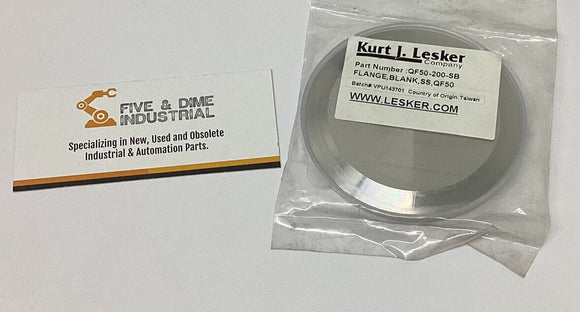 FIVE & DIME
INDUSTRIAL
Specializing in New, Used and Obsolete
Industrial & Automation Parts.
Kurt J. Lesker
Company
Part Number :QF50-200-SB
FLANGE,BLANK,SS,QF50
Batch#:VPU143701 Country of Origin:Taiwan
WWW.LESKER.COM